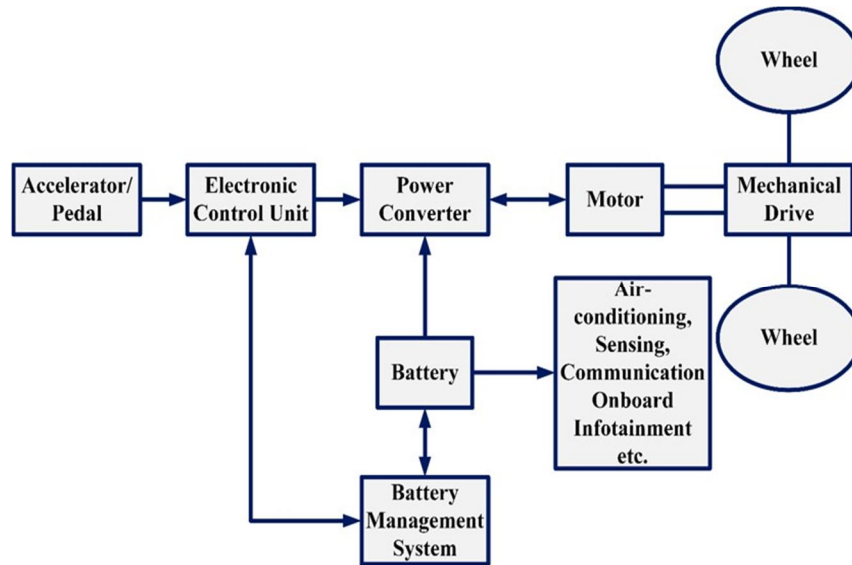 Wheel
Accelerator/
Pedal
Electronic
Control Unit
Power
Converter
Motor
Mechanical
Drive
Air-
conditioning,
Sensing,
Communication
Onboard
Infotainment
etc.
Wheel
Battery
Battery
Management
System